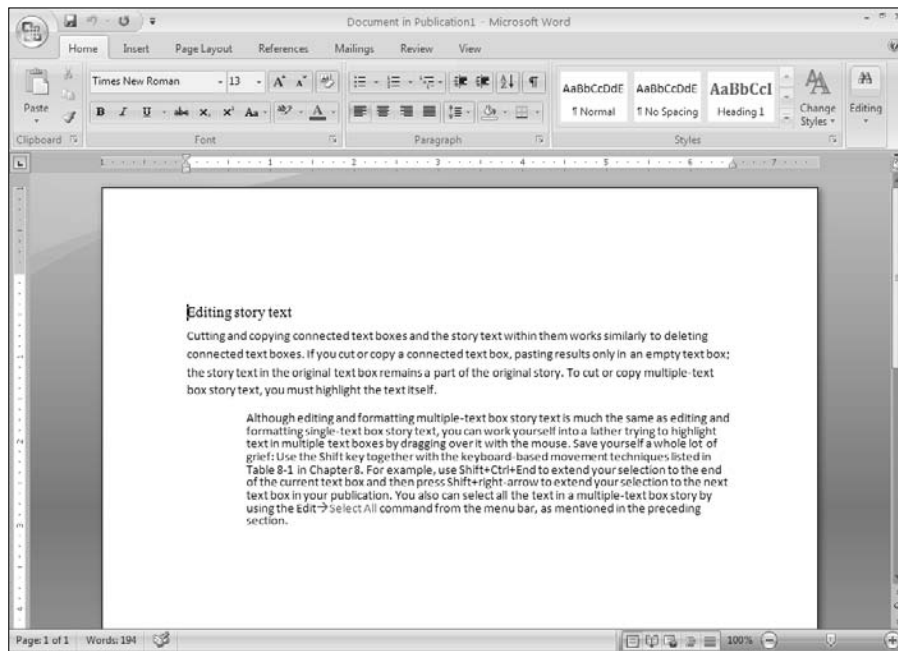 Document in Publication1 - Microsoft Word
Home Insert Page Layout References Mailings Review View
Times New Roman 13
Paste
B I U abc x, x² Aa A
AaBbCcDdE AaBbCcDdE AaBbCcI
¶ Normal ¶ No Spacing Heading 1
Change Styles
Editing
Clipboard Font Paragraph Styles
1 1 2 3 4 5 6 7
Editing story text
Cutting and copying connected text boxes and the story text within them works similarly to deleting
connected text boxes. If you cut or copy a connected text box, pasting results only in an empty text box;
the story text in the original text box remains a part of the original story. To cut or copy multiple-text
box story text, you must highlight the text itself.
Although editing and formatting multiple-text box story text is much the same as editing and
formatting single-text box story text, you can work yourself into a lather trying to highlight
text in multiple text boxes by dragging over it with the mouse. Save yourself a whole lot of
grief: Use the Shift key together with the keyboard-based movement techniques listed in
Table 8-1 in Chapter 8. For example, use Shift+Ctrl+End to extend your selection to the end
of the current text box and then press Shift+right-arrow to extend your selection to the next
text box in your publication. You also can select all the text in a multiple-text box story by
using the Edit→Select All command from the menu bar, as mentioned in the preceding
section.
Page: 1 of 1 Words: 194 100%